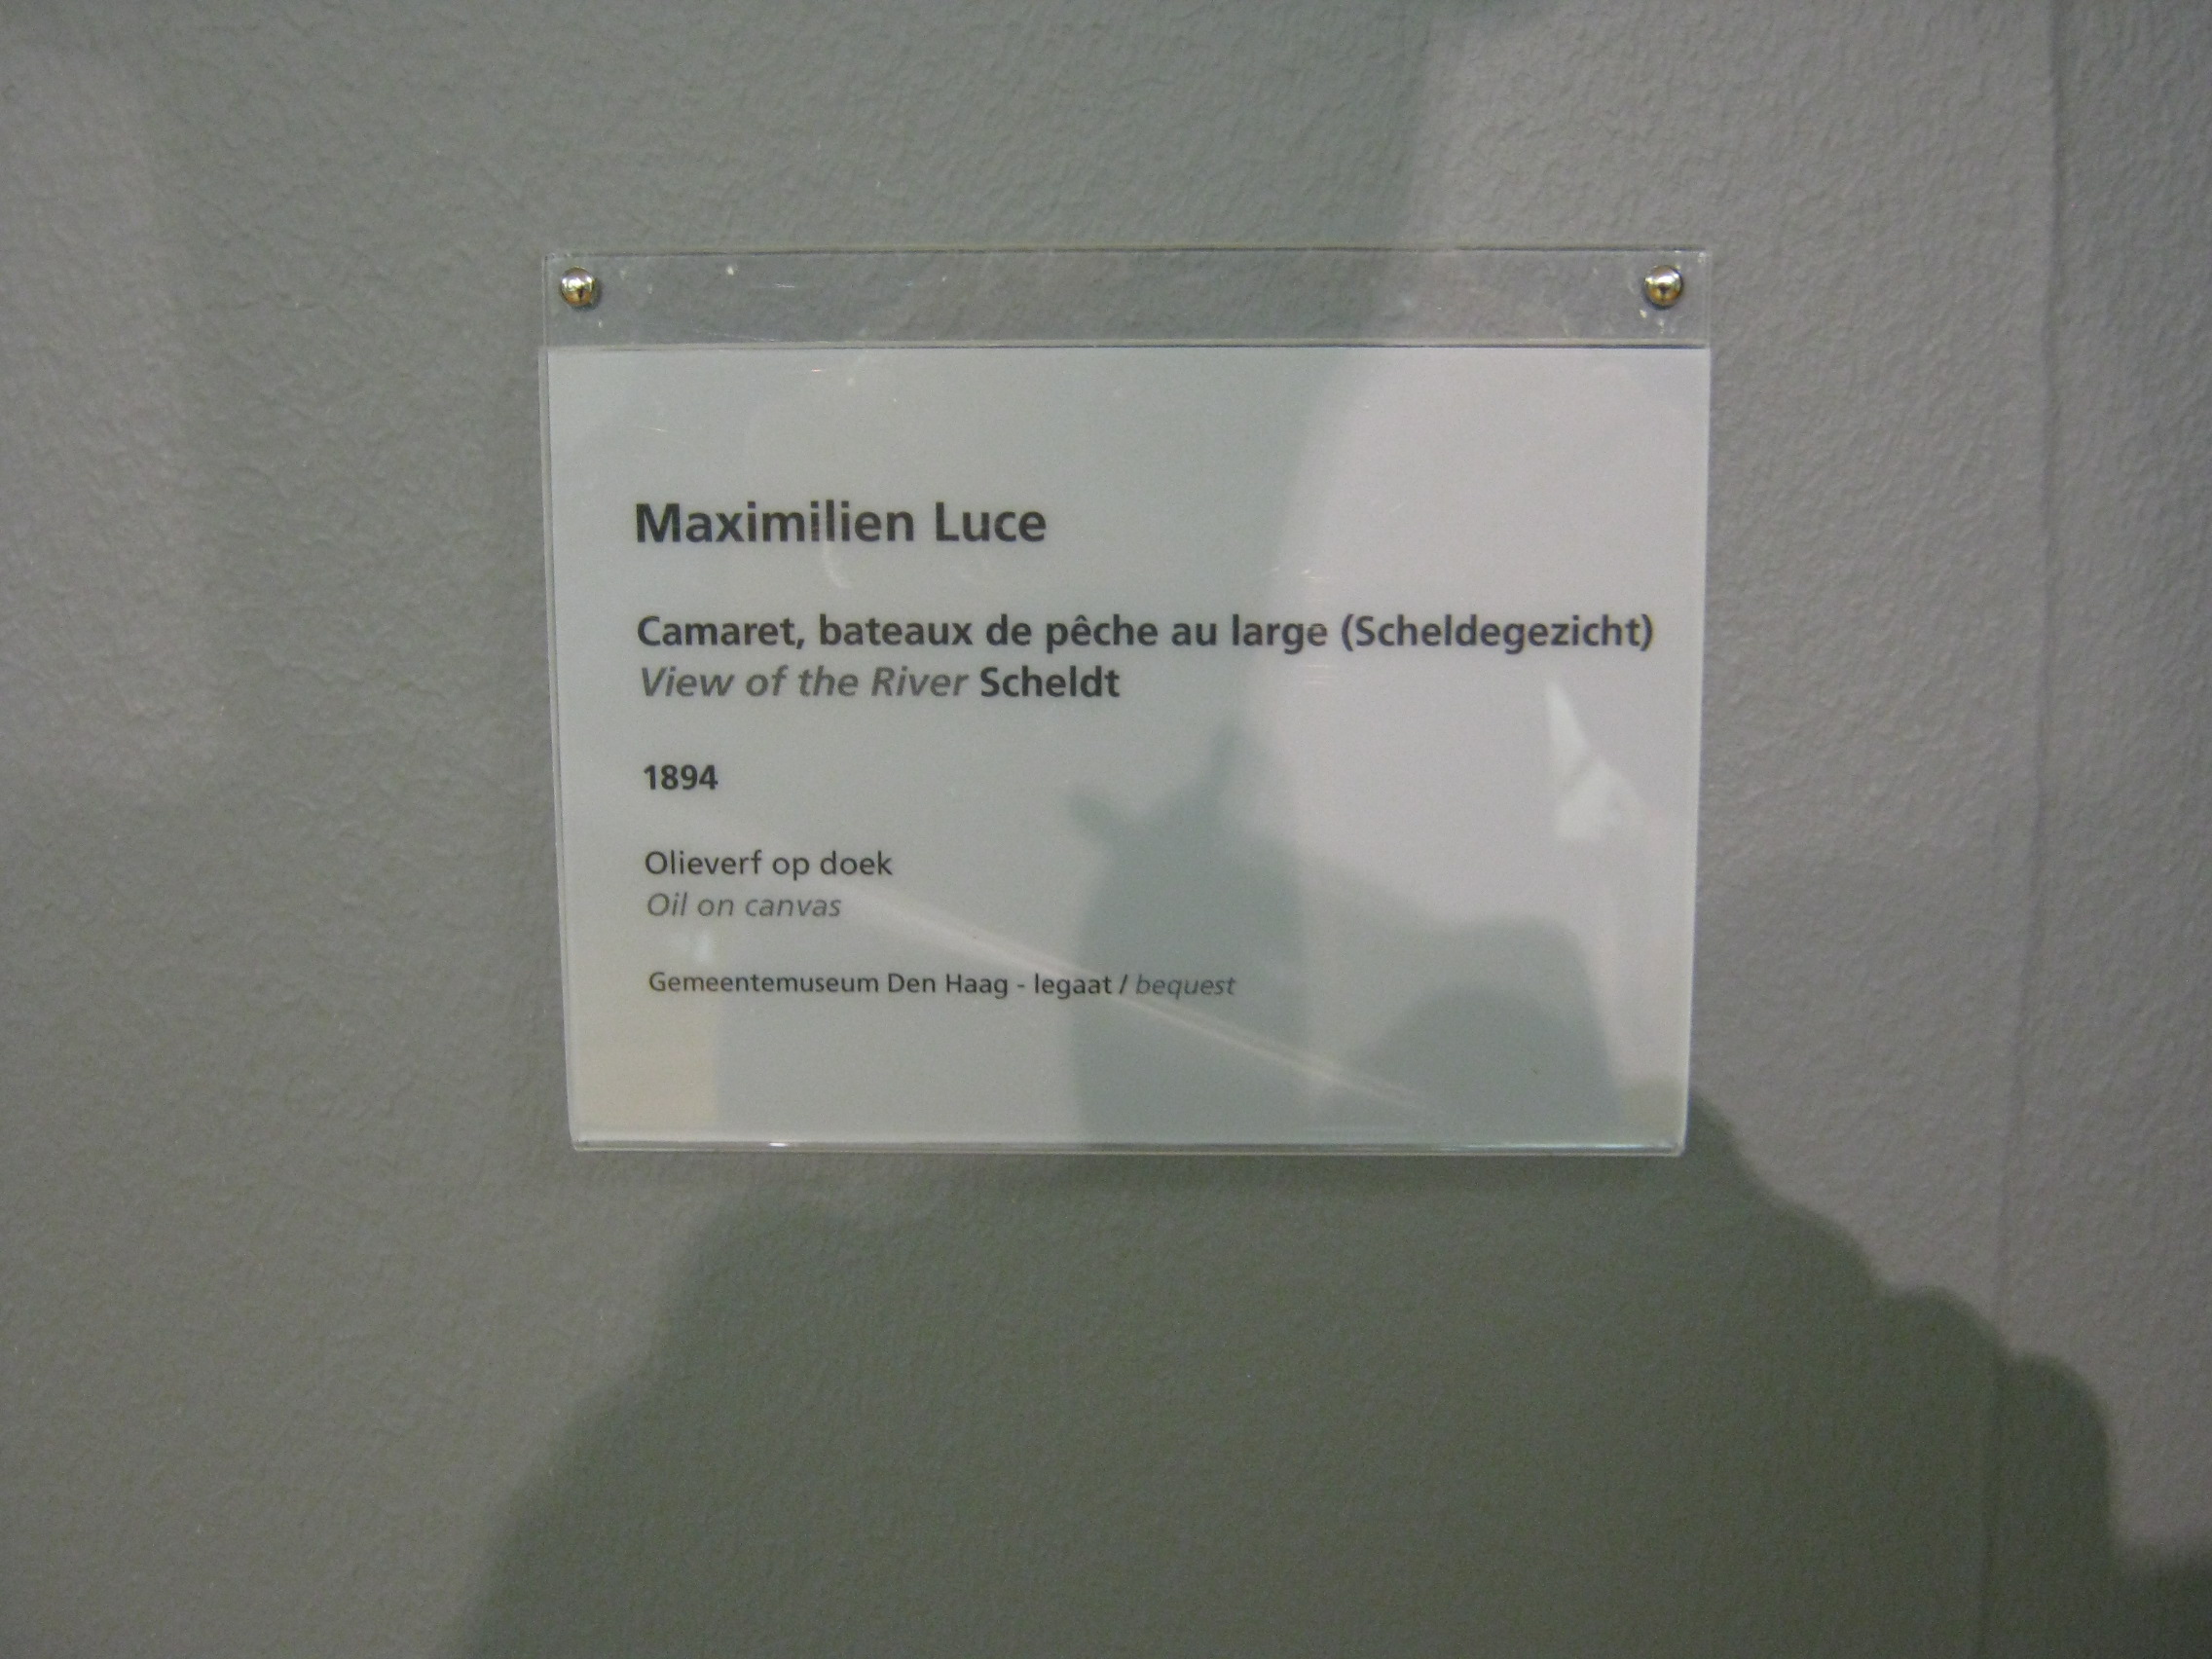 Maximilien Luce
Camaret, bateaux de pêche au large (Scheldegezicht)
View of the River Scheldt
1894
Olieverf op doek
Oil on canvas
Gemeentemuseum Den Haag - legaat / bequest